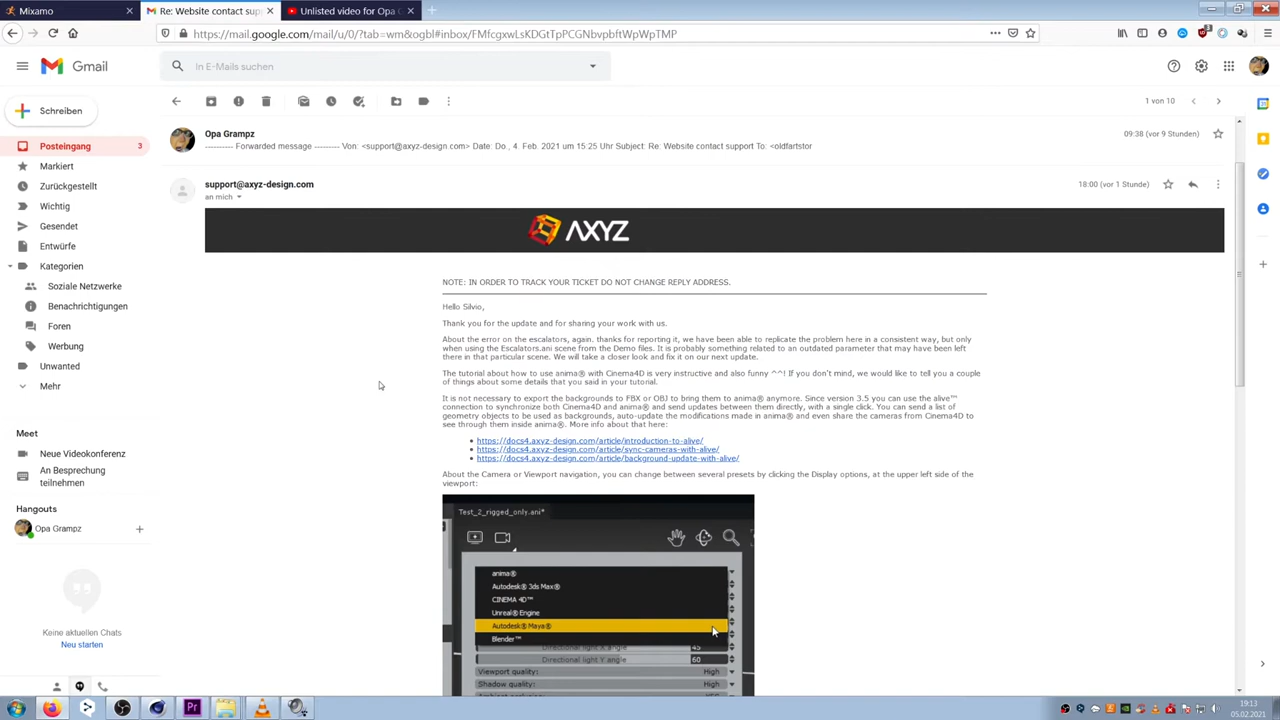 Mixamo
Re: Website contact supp
Unlisted video for Opa G
https://mail.google.com/mail/u/0/?tab=wm&ogbl#inbox/FMfcgxwLsKDGtTpPCGNbvpbftWpWpTMP
Gmail
In E-Mails suchen
Schreiben
1 von 10
Posteingang 3
Markiert
Zurückgestellt
Wichtig
Gesendet
Entwürfe
Kategorien
Soziale Netzwerke
Benachrichtigungen
Foren
Werbung
Unwanted
Mehr
Meet
Neue Videokonferenz
An Besprechung
teilnehmen
Hangouts
Opa Grampz
Keine aktuellen Chats
Neu starten
Opa Grampz
09:38 (vor 9 Stunden)
---------- Forwarded message --------- Von: <support@axyz-design.com> Date: Do., 4. Feb. 2021 um 15:25 Uhr Subject: Re: Website contact support To: <oldfartstor
support@axyz-design.com
18:00 (vor 1 Stunde)
an mich
AXYZ
NOTE: IN ORDER TO TRACK YOUR TICKET DO NOT CHANGE REPLY ADDRESS.
Hello Silvio,
Thank you for the update and for sharing your work with us.
About the error on the escalators, again. thanks for reporting it, we have been able to replicate the problem here in a consistent way, but only
when using the Escalators.ani scene from the Demo files. It is probably something related to an outdated parameter that may have been left
there in that particular scene. We will take a closer look and fix it on our next update.
The tutorial about how to use anima® with Cinema4D is very instructive and also funny ^^! If you don't mind, we would like to tell you a couple
of things about some details that you said in your tutorial.
It is not necessary to export the backgrounds to FBX or OBJ to bring them to anima® anymore. Since version 3.5 you can use the alive™
connection to synchronize both Cinema4D and anima® and send updates between them directly, with a single click. You can send a list of
geometry objects to be used as backgrounds, auto-update the modifications made in anima® and even share the cameras from Cinema4D to
see through them inside anima®. More info about that here:
https://docs4.axyz-design.com/article/introduction-to-alive/
https://docs4.axyz-design.com/article/sync-cameras-with-alive/
https://docs4.axyz-design.com/article/background-update-with-alive/
About the Camera or Viewport navigation, you can change between several presets by clicking the Display options, at the upper left side of the
viewport:
Test_2_rigged_only.ani*
anima®
Autodesk® 3ds Max®
CINEMA 4D™
Unreal® Engine
Autodesk® Maya®
Blender™
Directional light X angle 45
Directional light Y angle 60
Viewport quality: High
Shadow quality: High
19:13
05.02.2021